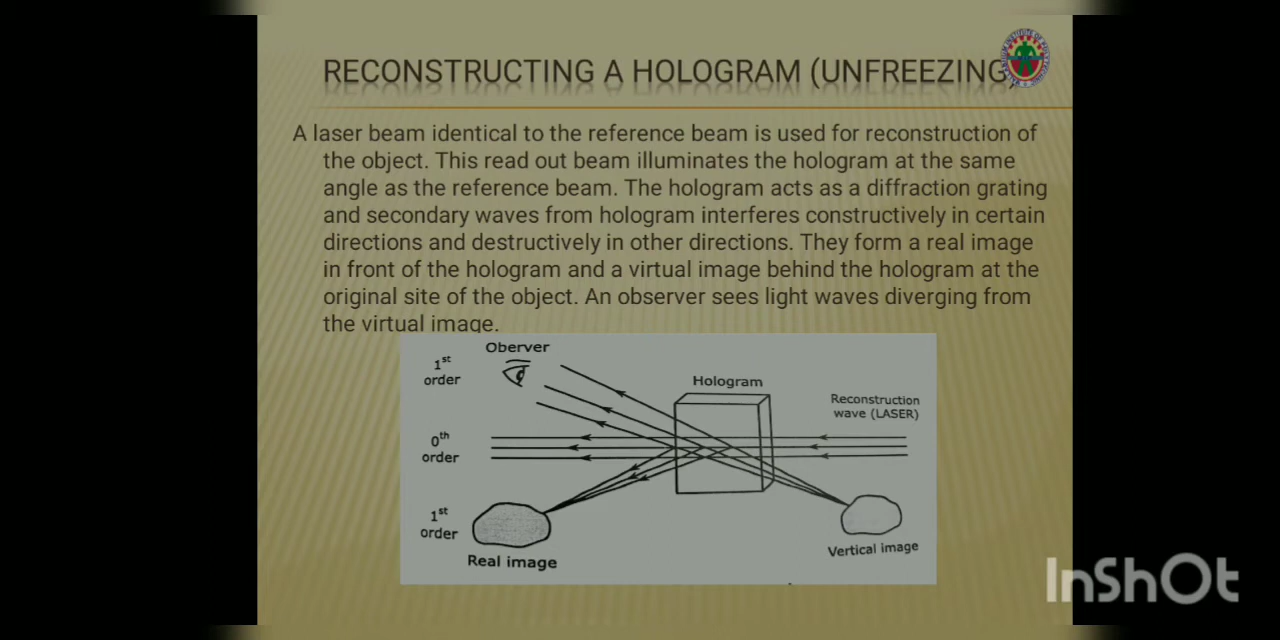 RECONSTRUCTING A HOLOGRAM (UNFREEZING)
A laser beam identical to the reference beam is used for reconstruction of
the object. This read out beam illuminates the hologram at the same
angle as the reference beam. The hologram acts as a diffraction grating
and secondary waves from hologram interferes constructively in certain
directions and destructively in other directions. They form a real image
in front of the hologram and a virtual image behind the hologram at the
original site of the object. An observer sees light waves diverging from
the virtual image.
Oberver
1st
order
Hologram
Reconstruction
wave (LASER)
0th
order
1st
order
Real image
Vertical image
InShOt